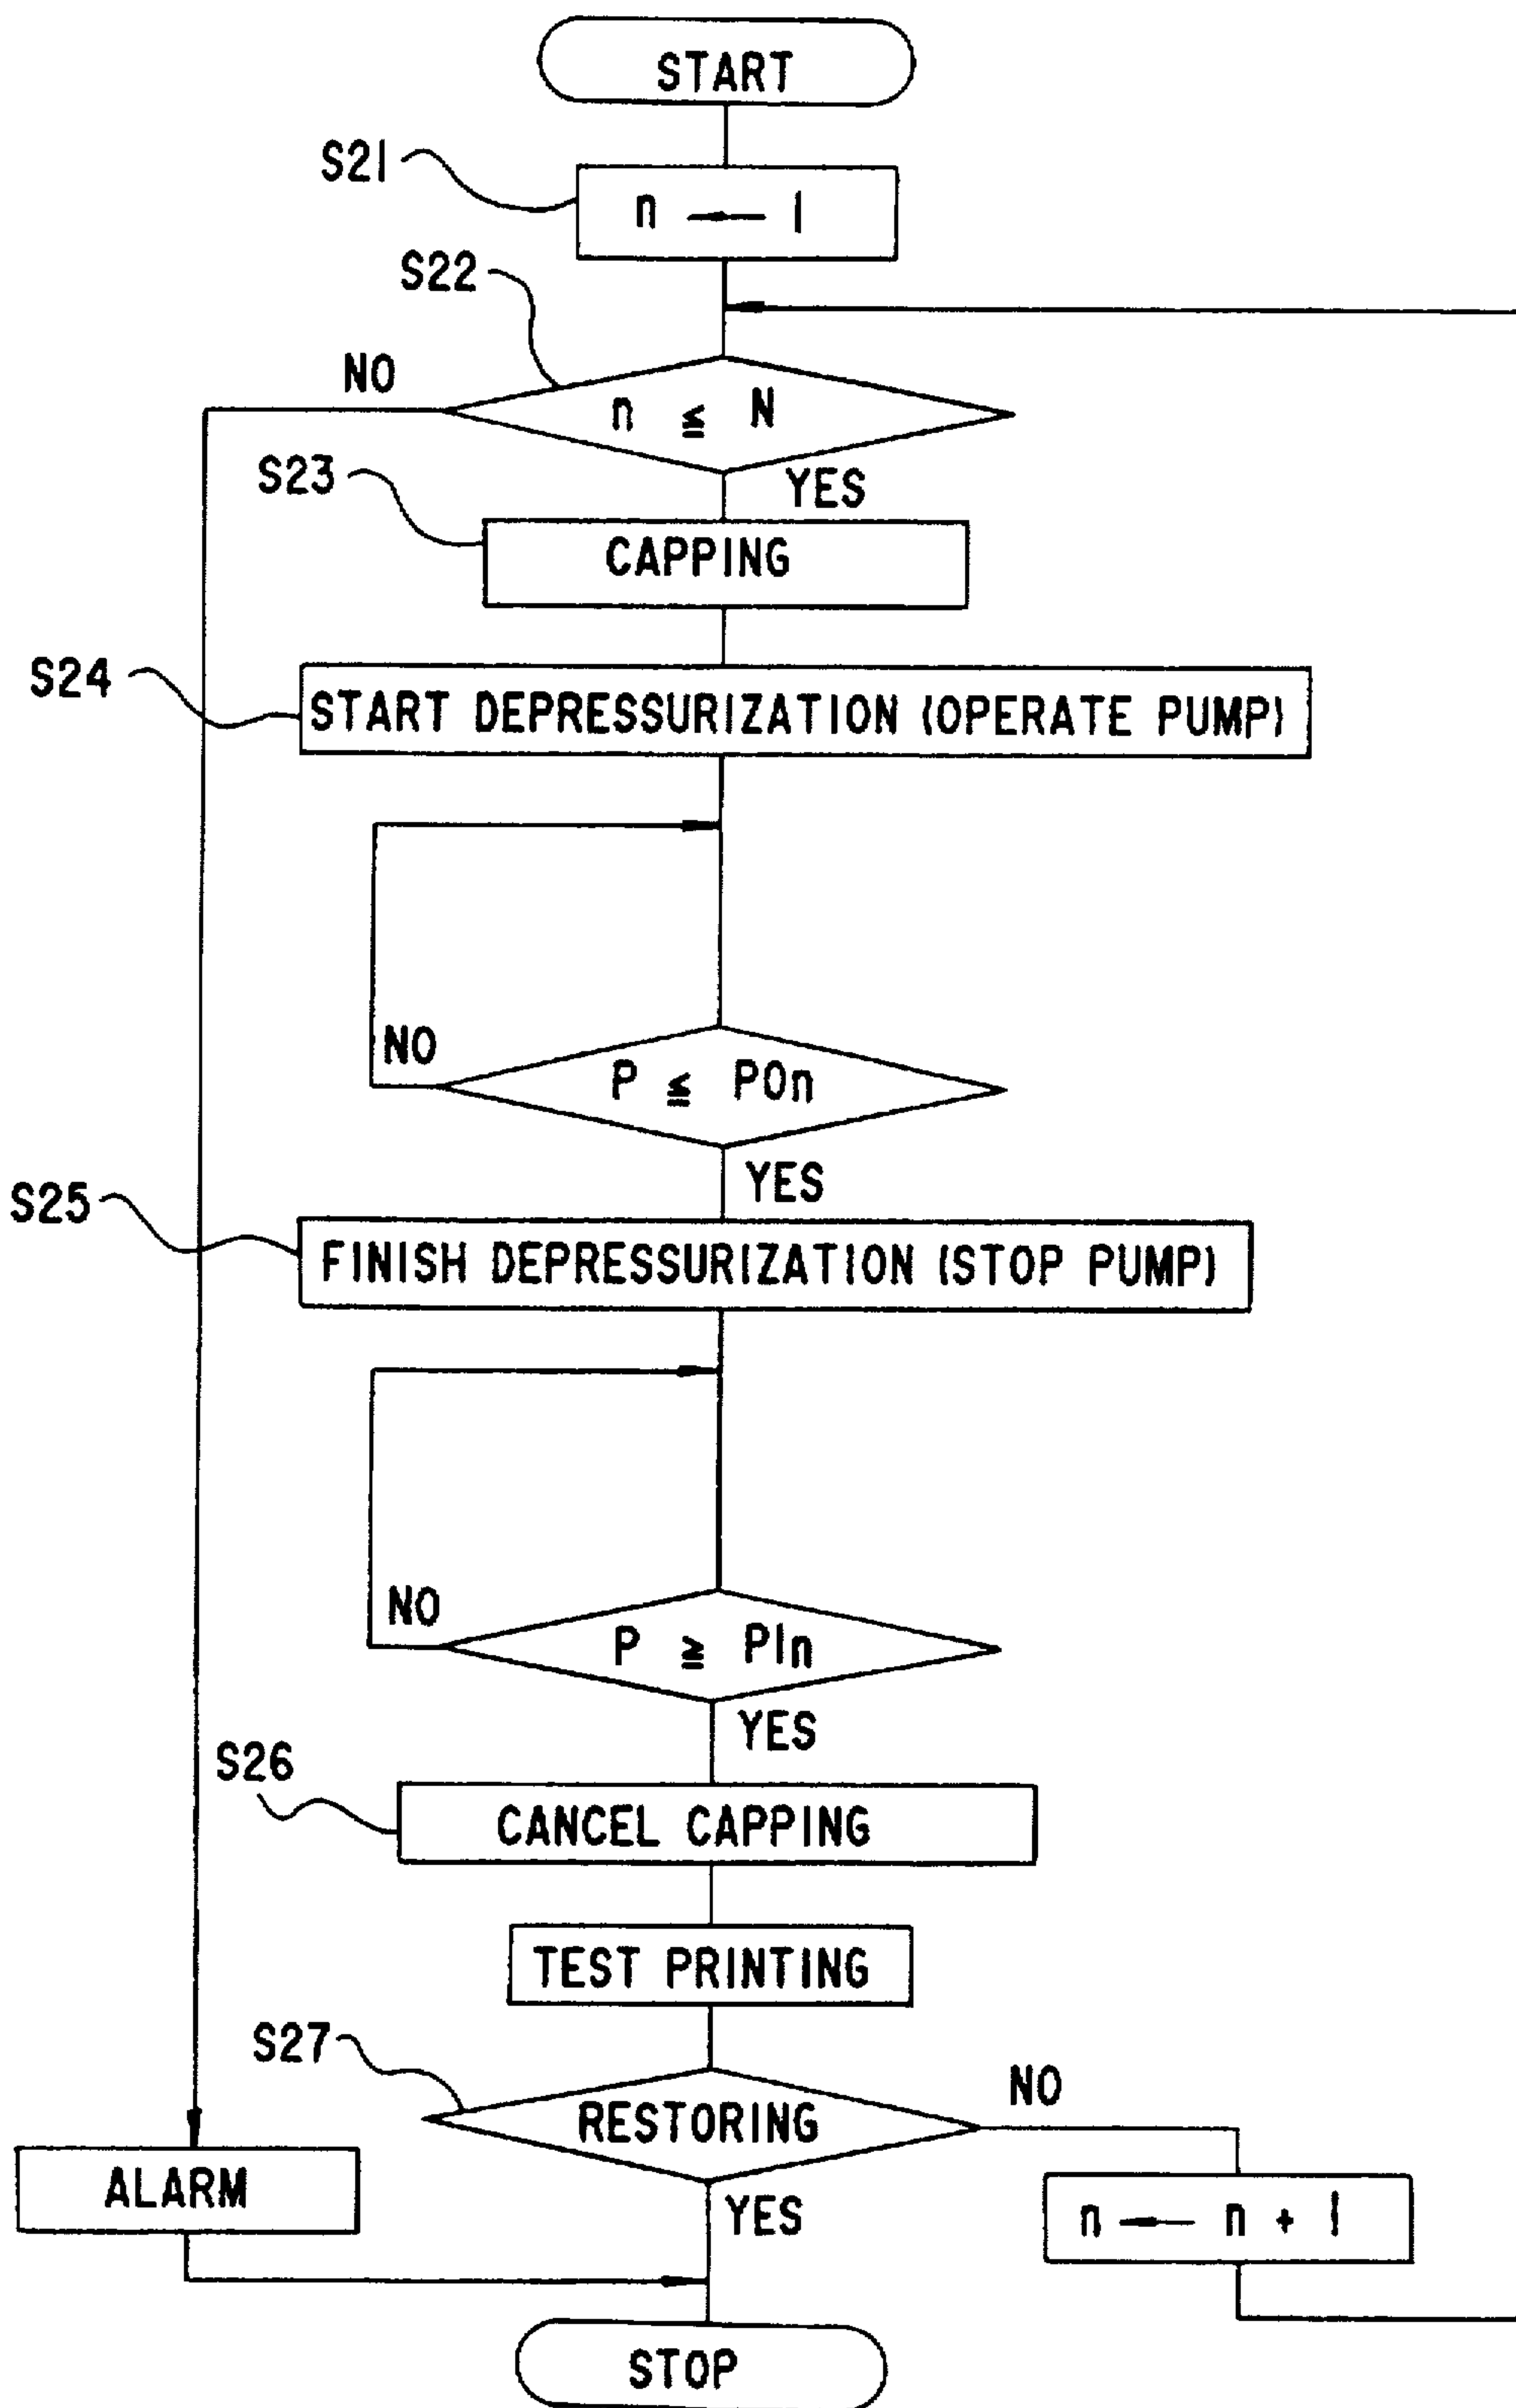 START
S21
n ← 1
S22
NO
n ≦ N
YES
S23
CAPPING
S24
START DEPRESSURIZATION (OPERATE PUMP)
NO
P ≦ P0n
YES
S25
FINISH DEPRESSURIZATION (STOP PUMP)
NO
P ≧ P1n
YES
S26
CANCEL CAPPING
TEST PRINTING
S27
RESTORING
NO
ALARM
YES
n ← n + 1
STOP